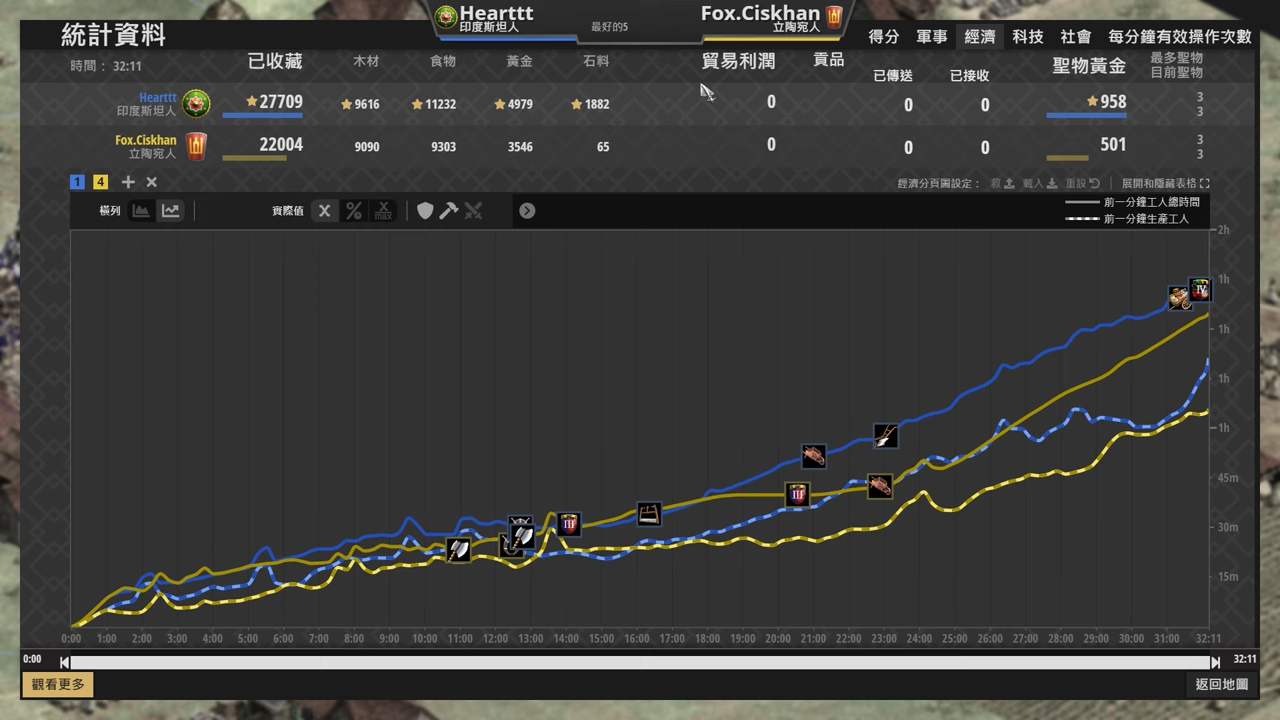 Hearttt
印度斯坦人
最好的5
Fox.Ciskhan
立陶宛人
統計資料
得分 軍事 經濟 科技 社會 每分鐘有效操作次數
時間： 32:11
已收藏 木材 食物 黃金 石料 貿易利潤 貢品 已傳送 已接收 聖物黃金 最多聖物 目前聖物
Hearttt
印度斯坦人
27709 9616 11232 4979 1882 0 0 0 958 3 3
Fox.Ciskhan
立陶宛人
22004 9090 9303 3546 65 0 0 0 501 3 3
1 4
經濟分頁圖設定： 載入 重設 展開和隱藏表格
橫列 實際值 X % X max
前一分鐘工人總時間
前一分鐘生產工人
2h
1h
1h
1h
1h
45m
30m
15m
III
III
IV
0:00 1:00 2:00 3:00 4:00 5:00 6:00 7:00 8:00 9:00 10:00 11:00 12:00 13:00 14:00 15:00 16:00 17:00 18:00 19:00 20:00 21:00 22:00 23:00 24:00 25:00 26:00 27:00 28:00 29:00 30:00 31:00 32:11
0:00 32:11
觀看更多 返回地圖